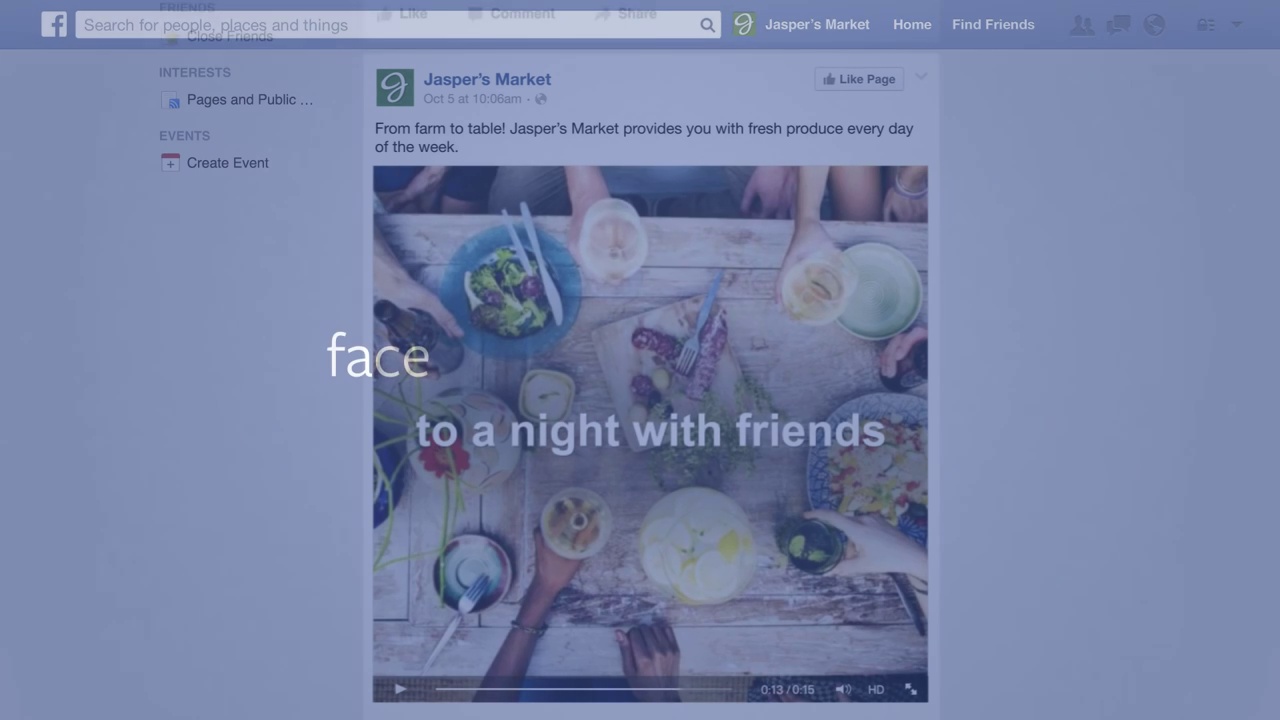 FRIENDS
Like
Comment
Share
Search for people, places and things
Jasper's Market
Home
Find Friends
Close Friends
INTERESTS
Pages and Public ...
EVENTS
Create Event
Jasper's Market
Oct 5 at 10:06am ·
Like Page
From farm to table! Jasper's Market provides you with fresh produce every day
of the week.
face
to a night with friends
0:13 / 0:15
HD